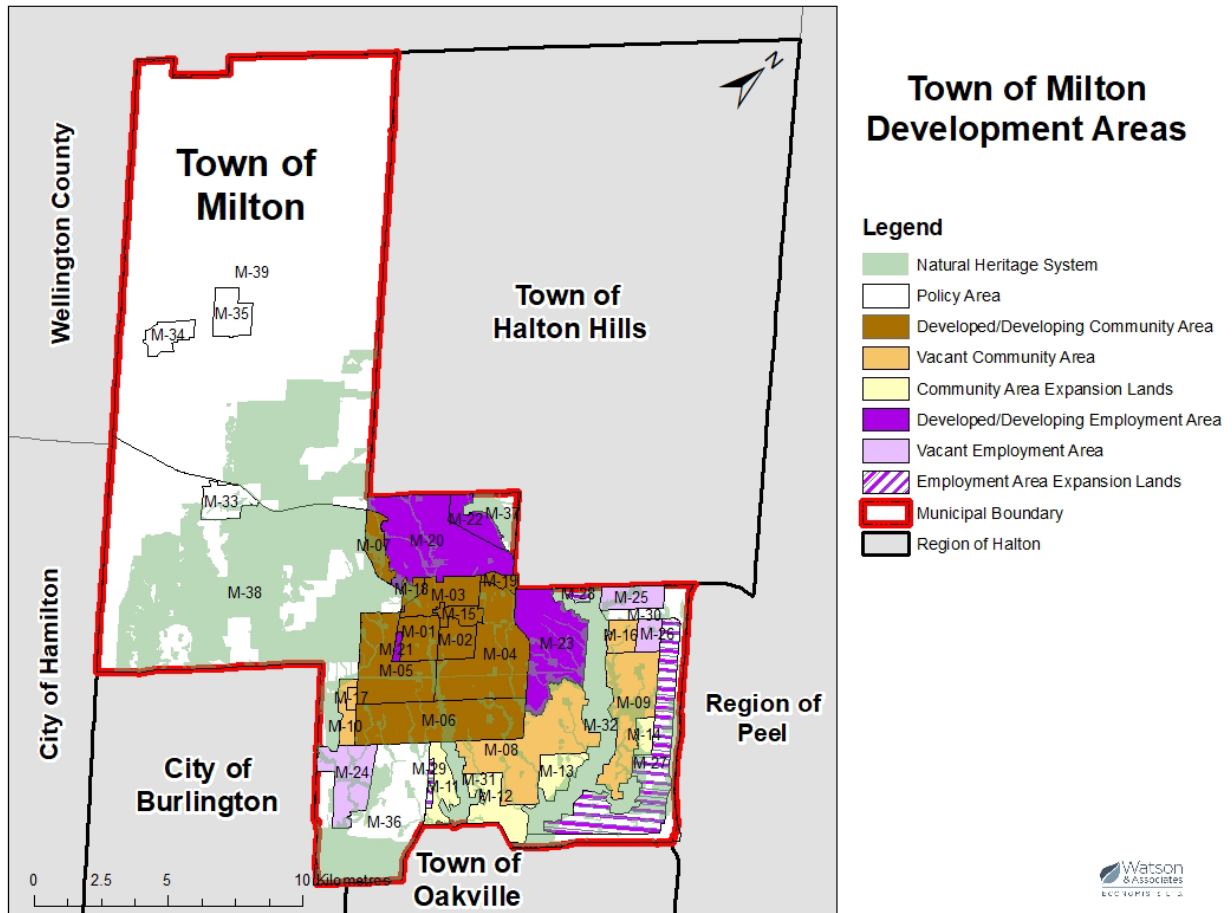 Town of Milton
Development Areas
N
Wellington County
Town of
Milton
M-39
M-35
M-34
Town of
Halton Hills
M-33
M-38
City of Hamilton
M-07
M-20
M-22
M-37
M-18
M-03
M-19
M-15
M-01
M-02
M-21
M-04
M-05
M-23
M-28
M-25
M-30
M-16
M-26
M-17
M-10
M-06
M-32
M-09
M-08
M-14
M-24
M-29
M-11
M-31
M-12
M-13
M-27
M-36
Region of
Peel
City of
Burlington
Town of
Oakville
0 2.5 5 10 Kilometres
Legend
Natural Heritage System
Policy Area
Developed/Developing Community Area
Vacant Community Area
Community Area Expansion Lands
Developed/Developing Employment Area
Vacant Employment Area
Employment Area Expansion Lands
Municipal Boundary
Region of Halton
Watson
& Associates
ECONOMISTS LTD.